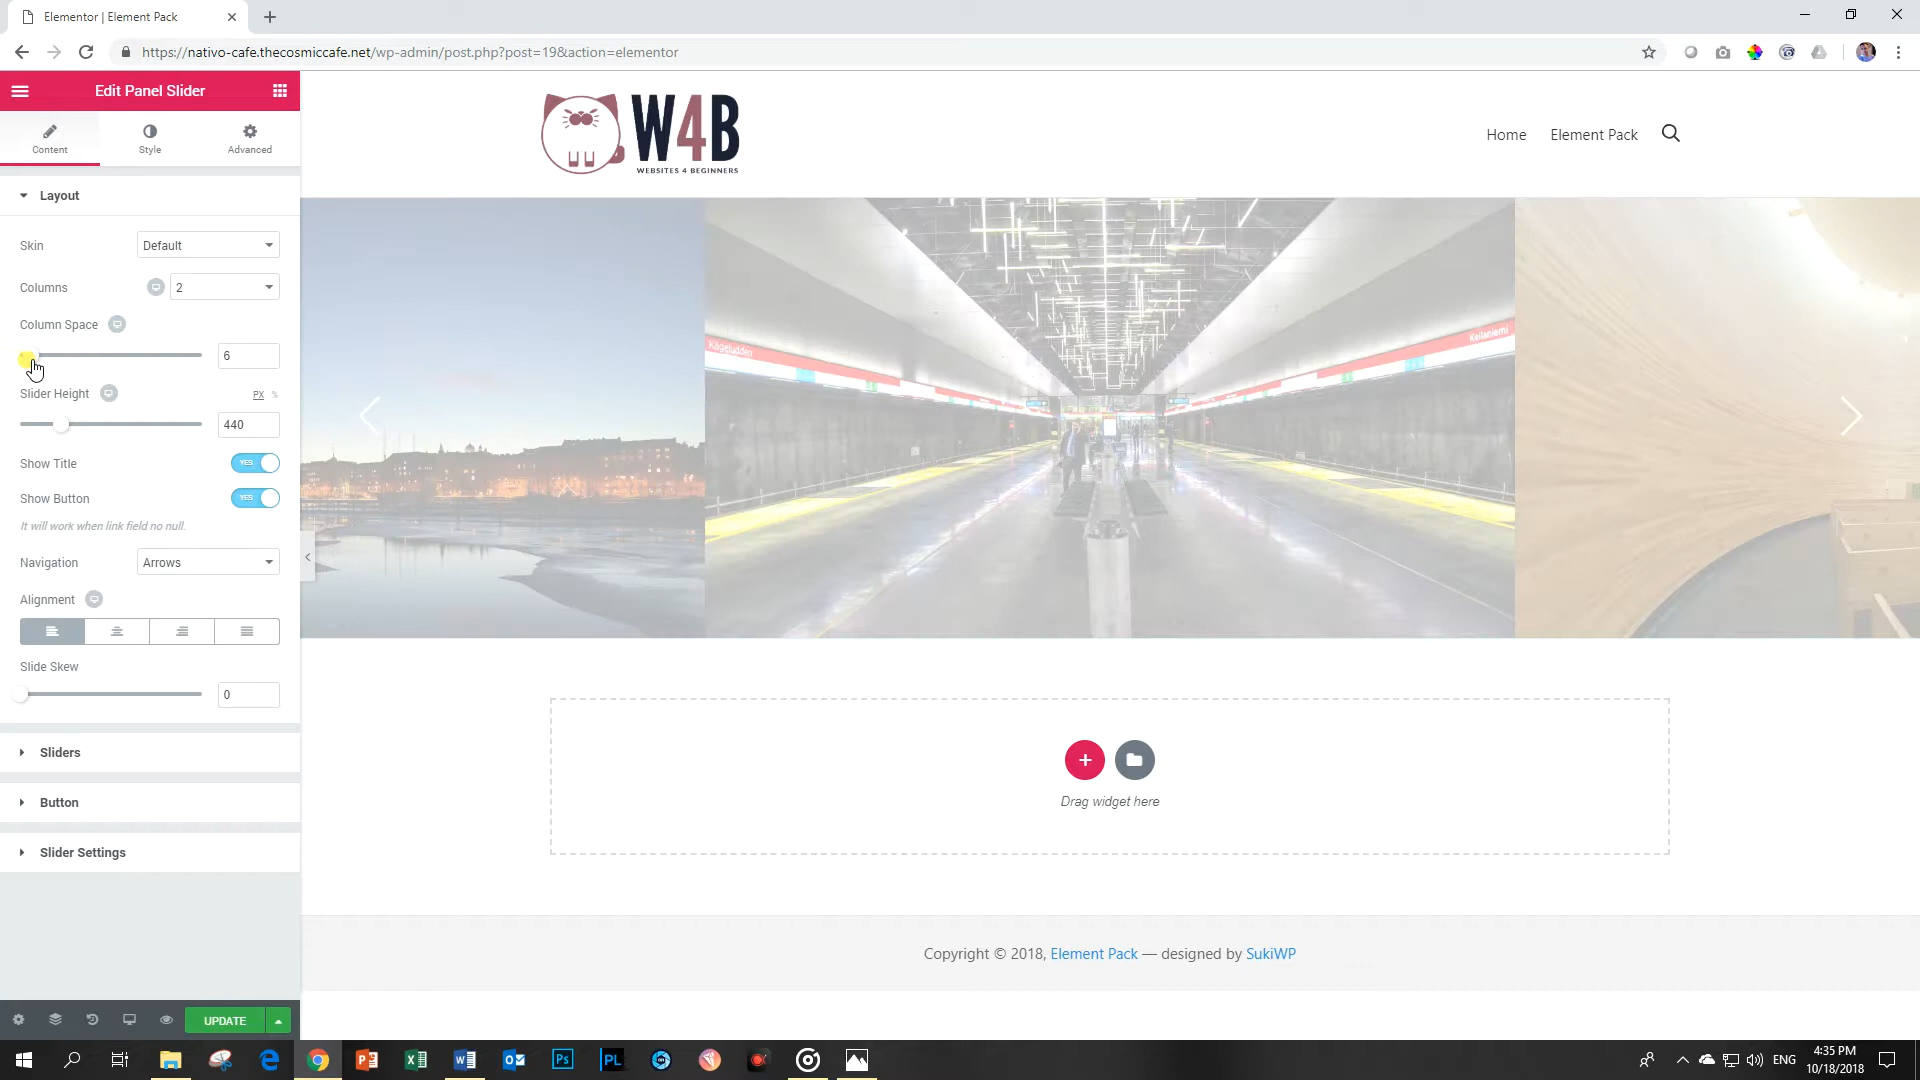 Elementor | Element Pack
https://nativo-cafe.thecosmiccafe.net/wp-admin/post.php?post=19&action=elementor
Edit Panel Slider
Content
Style
Advanced
Layout
Skin
Default
Columns
2
Column Space
6
Slider Height
PX
%
440
Show Title
YES
Show Button
YES
It will work when link field no null.
Navigation
Arrows
Alignment
Slide Skew
0
Sliders
Button
Slider Settings
UPDATE
W4B
WEBSITES 4 BEGINNERS
Home
Element Pack
Kägeludden
Keilaniemi
Drag widget here
Copyright © 2018, Element Pack — designed by SukiWP
Ps
PL
ENG
4:35 PM
10/18/2018